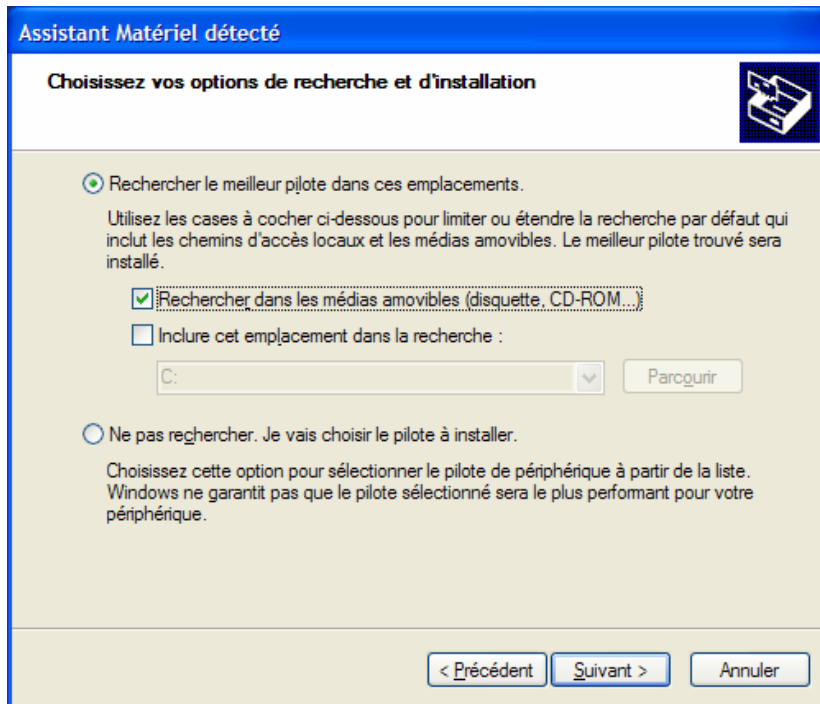 Assistant Matériel détecté
Choisissez vos options de recherche et d'installation
Rechercher le meilleur pilote dans ces emplacements.
Utilisez les cases à cocher ci-dessous pour limiter ou étendre la recherche par défaut qui
inclut les chemins d'accès locaux et les médias amovibles. Le meilleur pilote trouvé sera
installé.
Rechercher dans les médias amovibles (disquette, CD-ROM...)
Inclure cet emplacement dans la recherche :
C:
Parcourir
Ne pas rechercher. Je vais choisir le pilote à installer.
Choisissez cette option pour sélectionner le pilote de périphérique à partir de la liste.
Windows ne garantit pas que le pilote sélectionné sera le plus performant pour votre
périphérique.
< Précédent
Suivant >
Annuler